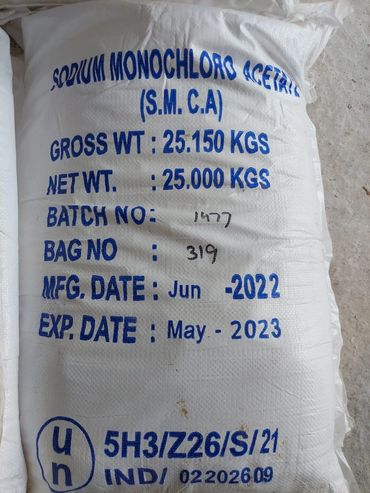 SODIUM MONOCHLORO ACETATE
(S.M.C.A)
GROSS WT : 25.150 KGS
NET WT. : 25.000 KGS
BATCH NO: 1477
BAG NO : 319
MFG. DATE: Jun -2022
EXP. DATE: May - 2023
un 5H3/Z26/S/21
IND/ 02202609